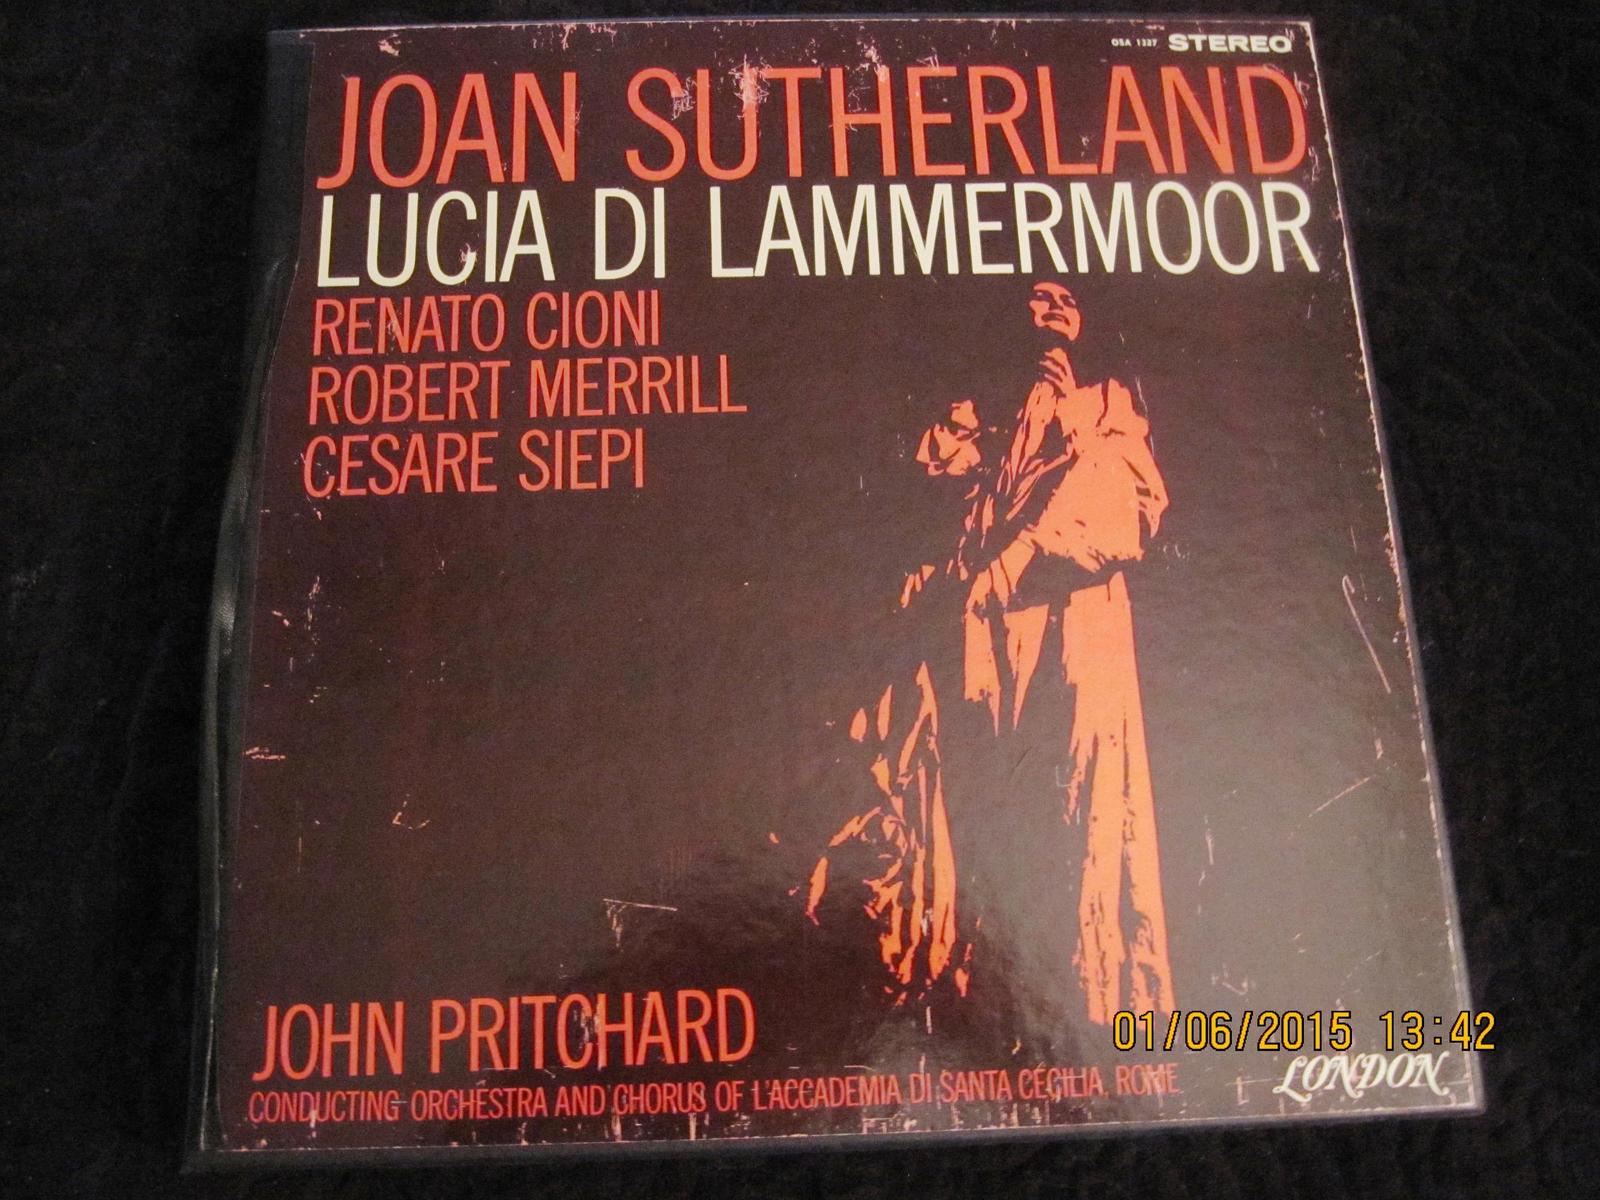 OSA 1327 STEREO
JOAN SUTHERLAND
LUCIA DI LAMMERMOOR
RENATO CIONI
ROBERT MERRILL
CESARE SIEPI
JOHN PRITCHARD
CONDUCTING ORCHESTRA AND CHORUS OF L'ACCADEMIA DI SANTA CECILIA, ROME
01/06/2015 13:42
LONDON